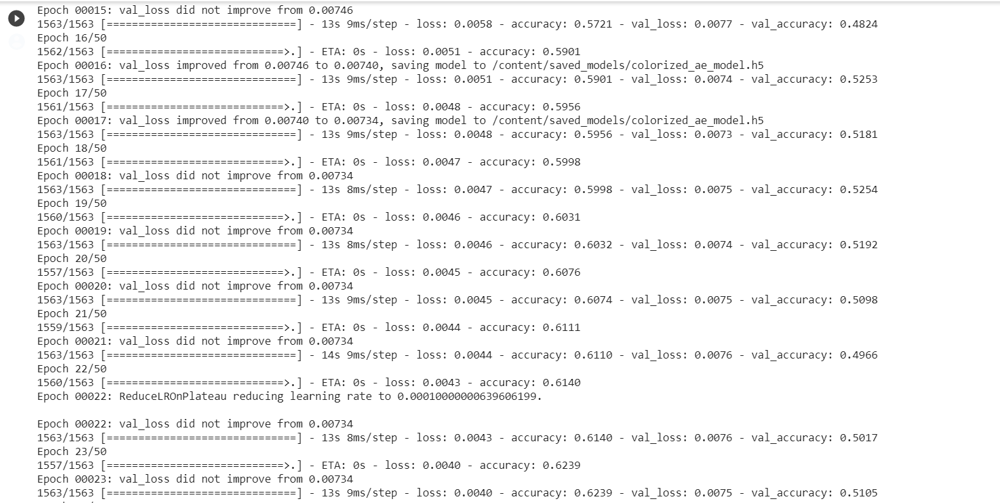 Epoch 00015: val_loss did not improve from 0.00746
1563/1563 [==============================] - 13s 9ms/step - loss: 0.0058 - accuracy: 0.5721 - val_loss: 0.0077 - val_accuracy: 0.4824
Epoch 16/50
1562/1563 [============================>.] - ETA: 0s - loss: 0.0051 - accuracy: 0.5901
Epoch 00016: val_loss improved from 0.00746 to 0.00740, saving model to /content/saved_models/colorized_ae_model.h5
1563/1563 [==============================] - 13s 9ms/step - loss: 0.0051 - accuracy: 0.5901 - val_loss: 0.0074 - val_accuracy: 0.5253
Epoch 17/50
1561/1563 [============================>.] - ETA: 0s - loss: 0.0048 - accuracy: 0.5956
Epoch 00017: val_loss improved from 0.00740 to 0.00734, saving model to /content/saved_models/colorized_ae_model.h5
1563/1563 [==============================] - 13s 9ms/step - loss: 0.0048 - accuracy: 0.5956 - val_loss: 0.0073 - val_accuracy: 0.5181
Epoch 18/50
1561/1563 [============================>.] - ETA: 0s - loss: 0.0047 - accuracy: 0.5998
Epoch 00018: val_loss did not improve from 0.00734
1563/1563 [==============================] - 13s 8ms/step - loss: 0.0047 - accuracy: 0.5998 - val_loss: 0.0075 - val_accuracy: 0.5254
Epoch 19/50
1560/1563 [============================>.] - ETA: 0s - loss: 0.0046 - accuracy: 0.6031
Epoch 00019: val_loss did not improve from 0.00734
1563/1563 [==============================] - 13s 8ms/step - loss: 0.0046 - accuracy: 0.6032 - val_loss: 0.0074 - val_accuracy: 0.5192
Epoch 20/50
1557/1563 [============================>.] - ETA: 0s - loss: 0.0045 - accuracy: 0.6076
Epoch 00020: val_loss did not improve from 0.00734
1563/1563 [==============================] - 13s 9ms/step - loss: 0.0045 - accuracy: 0.6074 - val_loss: 0.0075 - val_accuracy: 0.5098
Epoch 21/50
1559/1563 [============================>.] - ETA: 0s - loss: 0.0044 - accuracy: 0.6111
Epoch 00021: val_loss did not improve from 0.00734
1563/1563 [==============================] - 14s 9ms/step - loss: 0.0044 - accuracy: 0.6110 - val_loss: 0.0076 - val_accuracy: 0.4966
Epoch 22/50
1560/1563 [============================>.] - ETA: 0s - loss: 0.0043 - accuracy: 0.6140
Epoch 00022: ReduceLROnPlateau reducing learning rate to 0.00010000000639606199.
Epoch 00022: val_loss did not improve from 0.00734
1563/1563 [==============================] - 13s 8ms/step - loss: 0.0043 - accuracy: 0.6140 - val_loss: 0.0076 - val_accuracy: 0.5017
Epoch 23/50
1557/1563 [============================>.] - ETA: 0s - loss: 0.0040 - accuracy: 0.6239
Epoch 00023: val_loss did not improve from 0.00734
1563/1563 [==============================] - 13s 9ms/step - loss: 0.0040 - accuracy: 0.6239 - val_loss: 0.0075 - val_accuracy: 0.5105